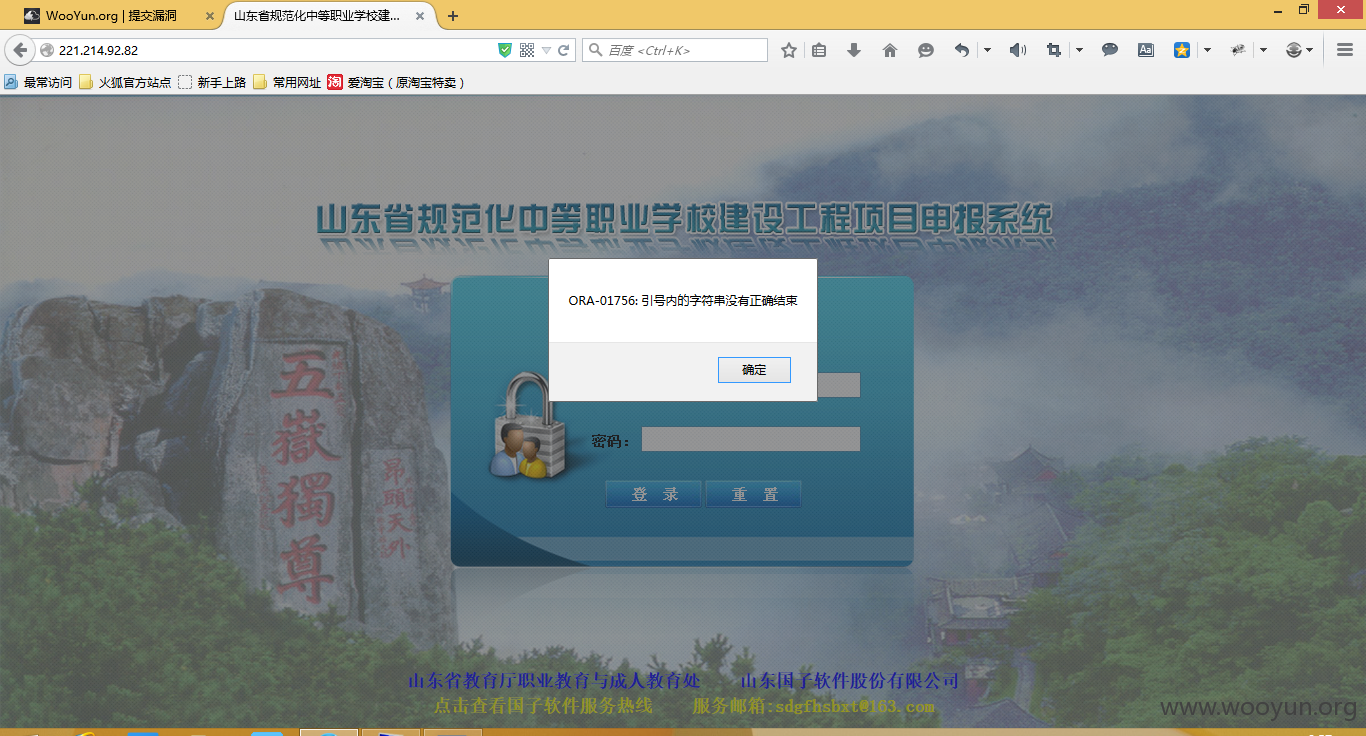 WooYun.org | 提交漏洞
山东省规范化中等职业学校建...
221.214.92.82
百度 <Ctrl+K>
最常访问
火狐官方站点
新手上路
常用网址
淘
爱淘宝（原淘宝特卖）
山东省规范化中等职业学校建设工程项目申报系统
ORA-01756: 引号内的字符串没有正确结束
确定
密码：
登 录
重 置
五嶽獨尊
昂頭天外
山东省教育厅职业教育与成人教育处 山东国子软件股份有限公司
点击查看国子软件服务热线 服务邮箱:sdgfhsbxt@163.com
www.wooyun.org